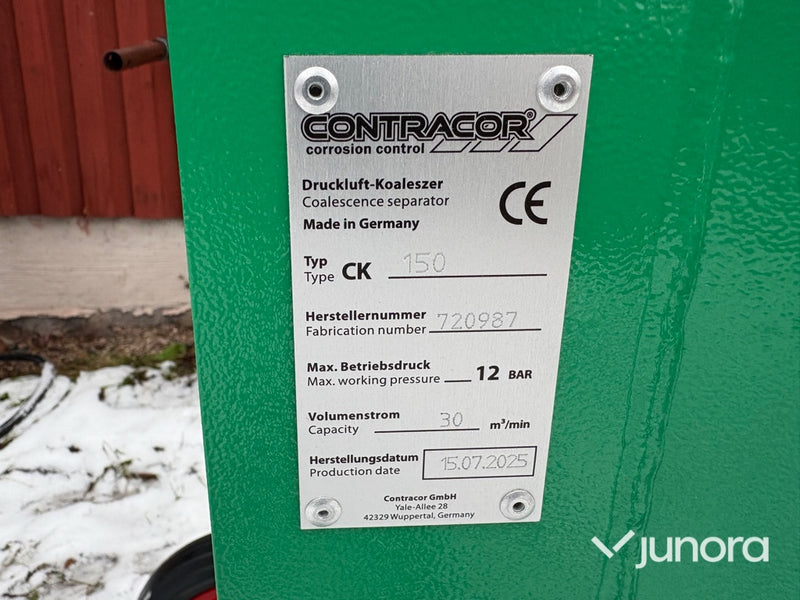 CONTRACOR®
corrosion control
Druckluft-Koaleszer
Coalescence separator
CE
Made in Germany
Typ
Type CK 150
Herstellernummer
Fabrication number 720987
Max. Betriebsdruck
Max. working pressure 12 BAR
Volumenstrom
Capacity 30 m³/min
Herstellungsdatum
Production date 15.07.2025
Contracor GmbH
Yale-Allee 28
42329 Wuppertal, Germany
junora